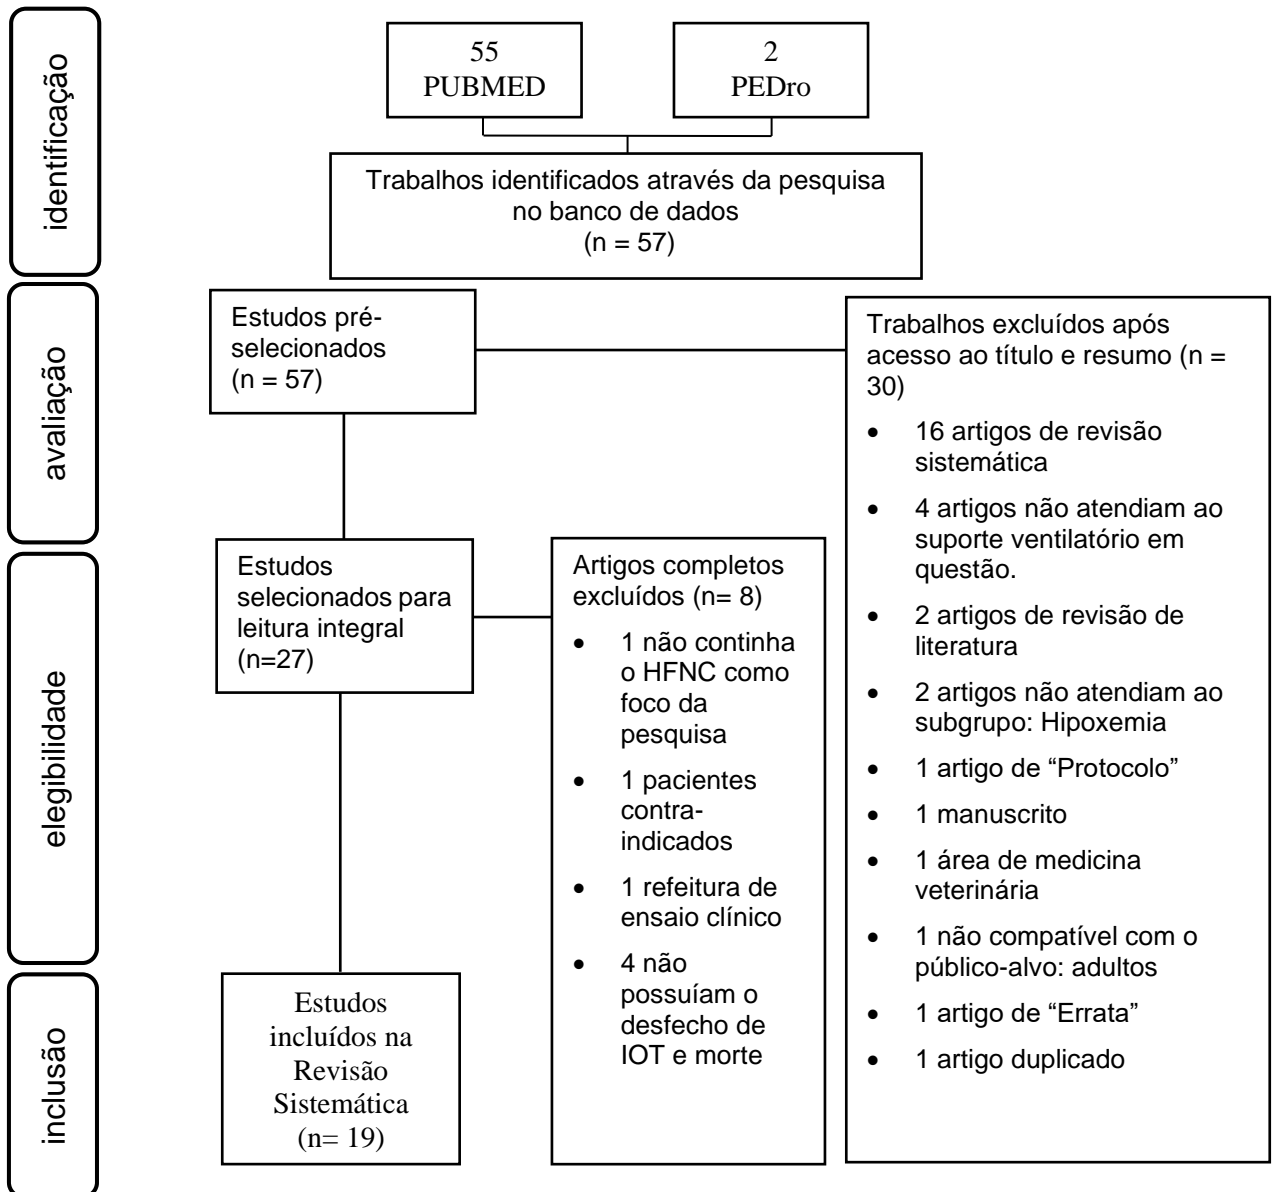 identificação
55
PUBMED
2
PEDro
Trabalhos identificados através da pesquisa
no banco de dados
(n = 57)
avaliação
Estudos pré-
selecionados
(n = 57)
Trabalhos excluídos após
acesso ao título e resumo (n =
30)
• 16 artigos de revisão
sistemática
• 4 artigos não atendiam ao
suporte ventilatório em
questão.
• 2 artigos de revisão de
literatura
• 2 artigos não atendiam ao
subgrupo: Hipoxemia
• 1 artigo de “Protocolo”
• 1 manuscrito
• 1 área de medicina
veterinária
• 1 não compatível com o
público-alvo: adultos
• 1 artigo de “Errata”
• 1 artigo duplicado
elegibilidade
Estudos
selecionados para
leitura integral
(n=27)
Artigos completos
excluídos (n= 8)
• 1 não continha
o HFNC como
foco da
pesquisa
• 1 pacientes
contra-
indicados
• 1 refeitura de
ensaio clínico
• 4 não
possuíam o
desfecho de
IOT e morte
inclusão
Estudos
incluídos na
Revisão
Sistemática
(n= 19)